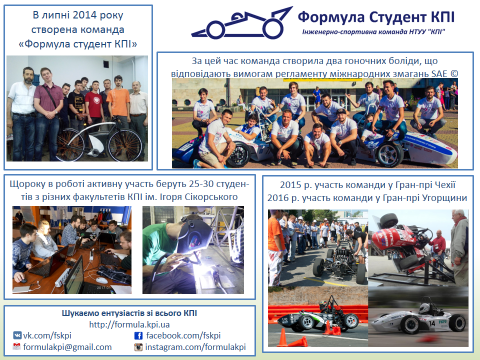 В липні 2014 року
створена команда
«Формула студент КПІ»
Формула Студент КПІ
Інженерно-спортивна команда НТУУ "КПІ"
За цей час команда створила два гоночних боліди, що
відповідають вимогам регламенту міжнародних змагань SAE ©
Щороку в роботі активну участь беруть 25-30 студен-
тів з різних факультетів КПІ ім. Ігоря Сікорського
2015 р. участь команди у Гран-прі Чехії
2016 р. участь команди у Гран-прі Угорщини
14
Шукаємо ентузіастів зі всього КПІ
http://formula.kpi.ua
vk.com/fskpi
facebook.com/fskpi
formulakpi@gmail.com
instagram.com/formulakpi